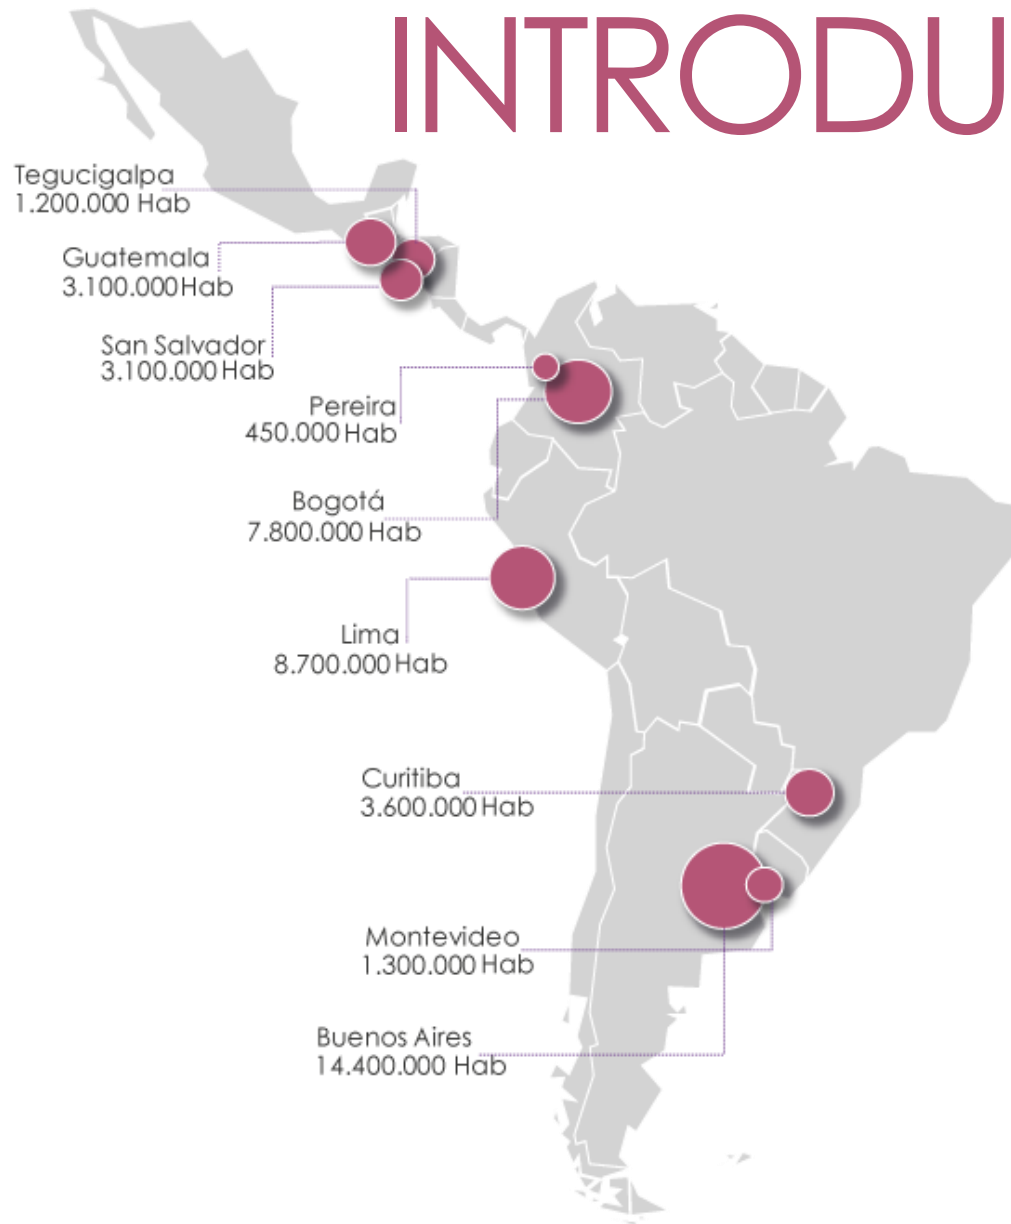 INTRODU
Tegucigalpa
1.200.000 Hab
Guatemala
3.100.000 Hab
San Salvador
3.100.000 Hab
Pereira
450.000 Hab
Bogotá
7.800.000 Hab
Lima
8.700.000 Hab
Curitiba
3.600.000 Hab
Montevideo
1.300.000 Hab
Buenos Aires
14.400.000 Hab